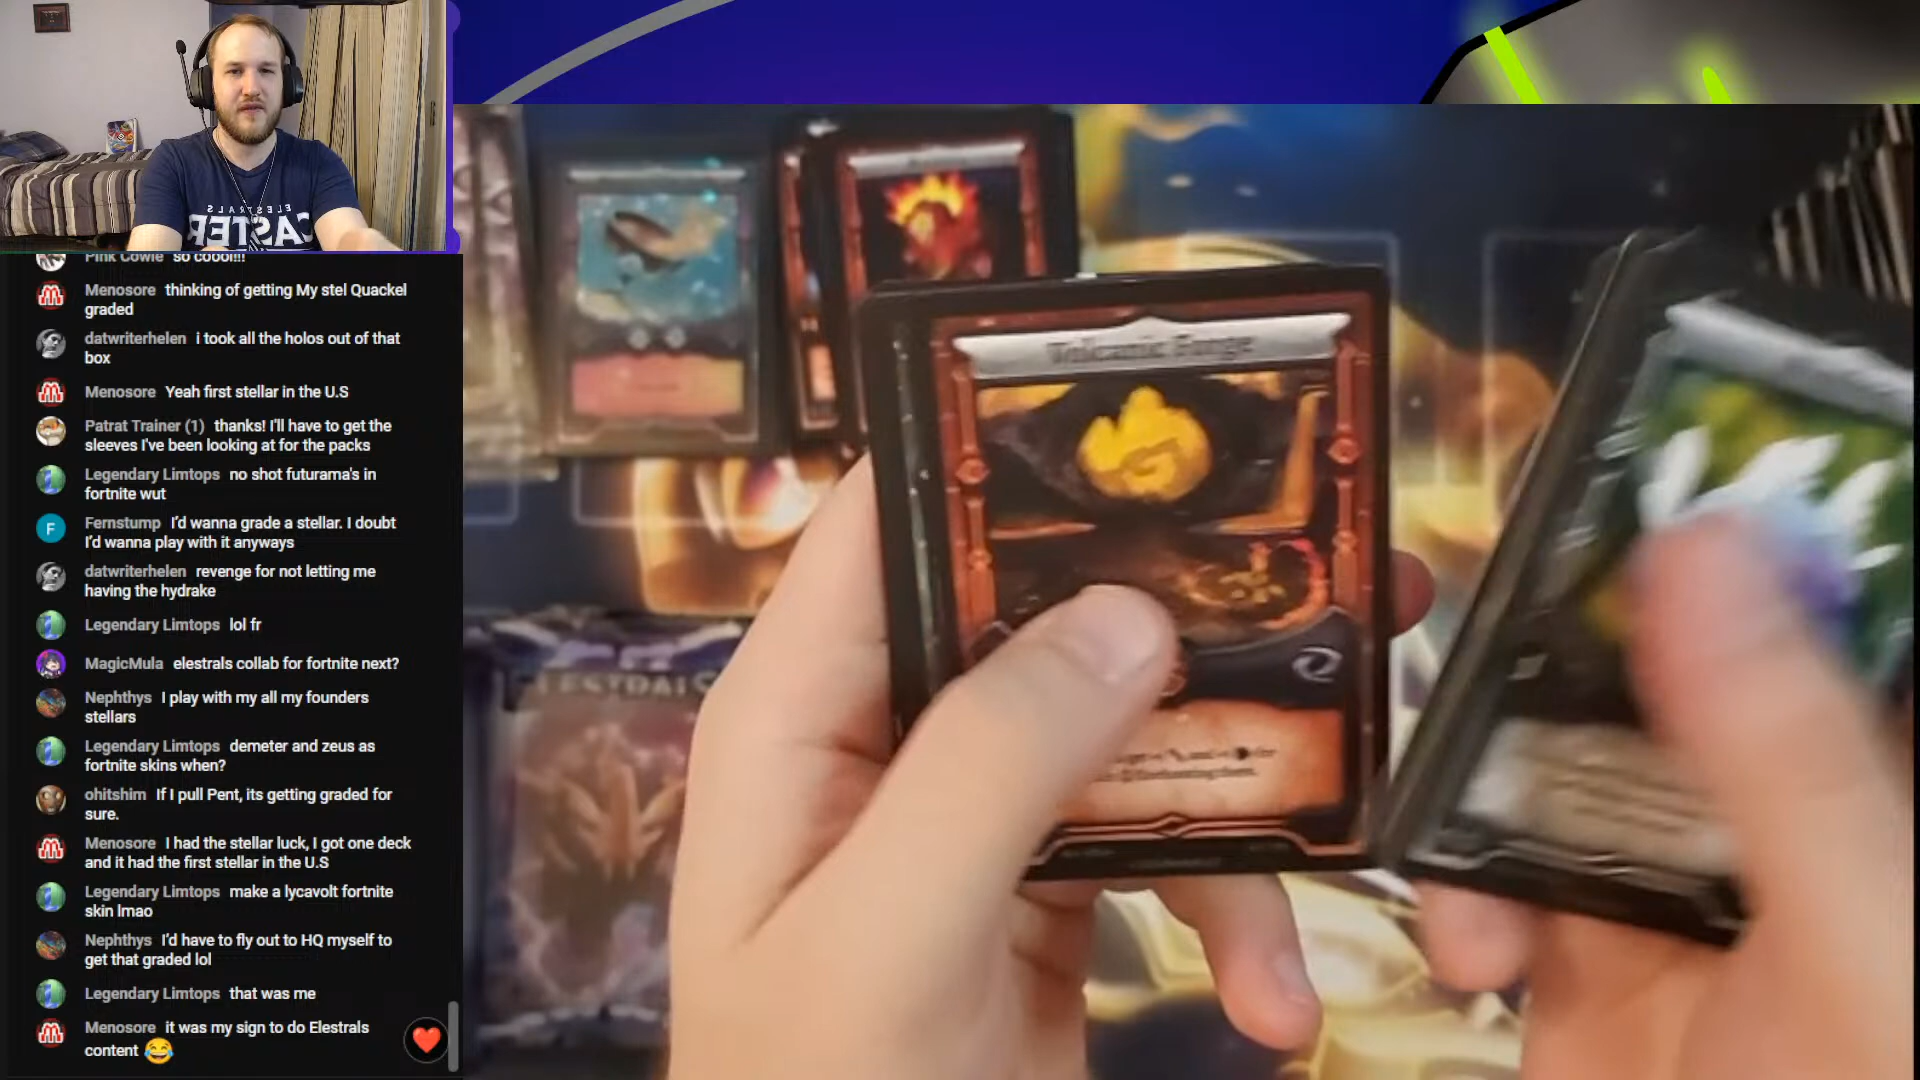 ELESTRALS
CASTER
Pink Cowie so coool!!!
Menosore thinking of getting My stel Quackel
graded
datwriterhelen i took all the holos out of that
box
Menosore Yeah first stellar in the U.S
Patrat Trainer (1) thanks! I'll have to get the
sleeves I've been looking at for the packs
Legendary Limtops no shot futurama's in
fortnite wut
F
Fernstump I'd wanna grade a stellar. I doubt
I'd wanna play with it anyways
datwriterhelen revenge for not letting me
having the hydrake
Legendary Limtops lol fr
MagicMula elestrals collab for fortnite next?
Nephthys I play with my all my founders
stellars
Legendary Limtops demeter and zeus as
fortnite skins when?
ohitshim If I pull Pent, its getting graded for
sure.
Menosore I had the stellar luck, I got one deck
and it had the first stellar in the U.S
Legendary Limtops make a lycavolt fortnite
skin lmao
Nephthys I'd have to fly out to HQ myself to
get that graded lol
Legendary Limtops that was me
Menosore it was my sign to do Elestrals
content 😂
Volcanic Forge